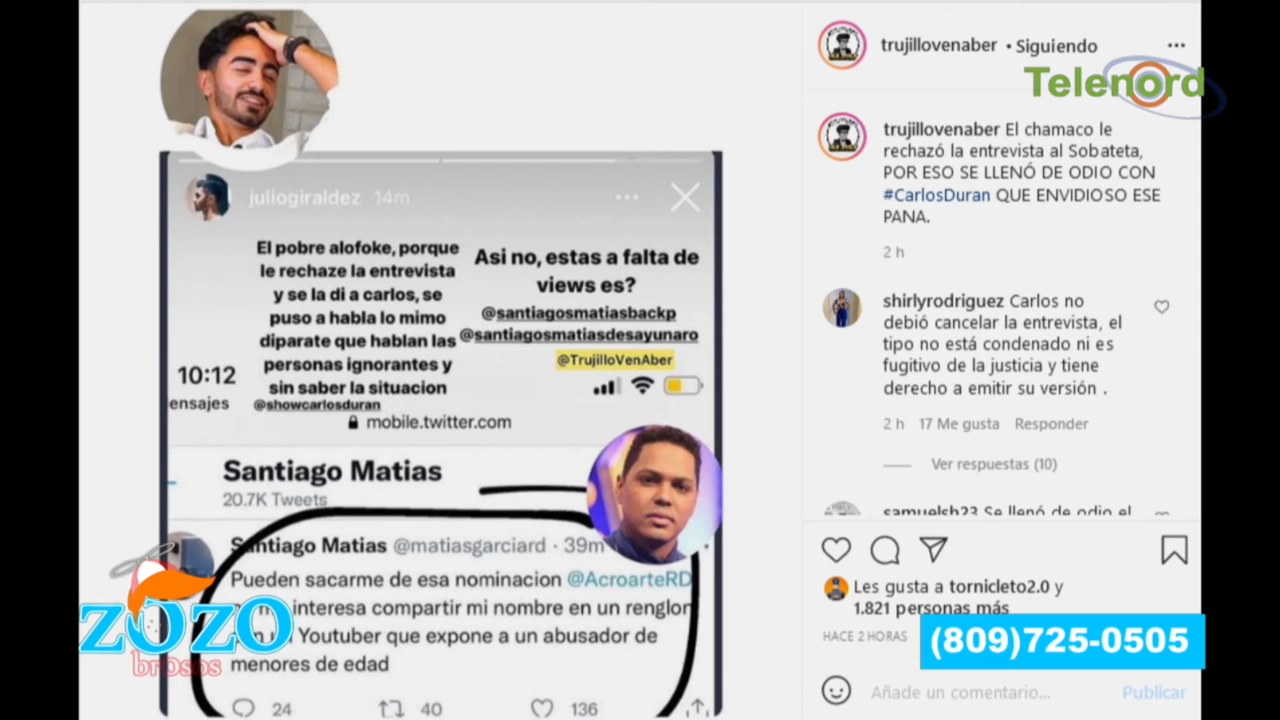 juliogiraldez 14m
El pobre alofoke, porque
le rechaze la entrevista
y se la di a carlos, se
puso a habla lo mimo
diparate que hablan las
personas ignorantes y
sin saber la situacion
@showcarlosduran
Asi no, estas a falta de
views es?
@santiagosmatiasbackp
@santiagosmatiasdesayunaro
@TrujilloVenAber
10:12
ensajes
mobile.twitter.com
Santiago Matias
20.7K Tweets
Santiago Matias @matiasgarciard · 39m
Pueden sacarme de esa nominacion @AcroarteRD
interesa compartir mi nombre en un renglon
Youtuber que expone a un abusador de
menores de edad
24 40 136
ZOZO
brosos
trujillovenaber • Siguiendo
Telenord
trujillovenaber El chamaco le
rechazó la entrevista al Sobateta,
POR ESO SE LLENÓ DE ODIO CON
#CarlosDuran QUE ENVIDIOSO ESE
PANA.
2 h
shirlyrodriguez Carlos no
debió cancelar la entrevista, el
tipo no está condenado ni es
fugitivo de la justicia y tiene
derecho a emitir su versión .
2 h 17 Me gusta Responder
Ver respuestas (10)
samuelsh23 Se llenó de odio el
Les gusta a tornicleto2.0 y
1.821 personas más
HACE 2 HORAS
(809)725-0505
Añade un comentario...
Publicar